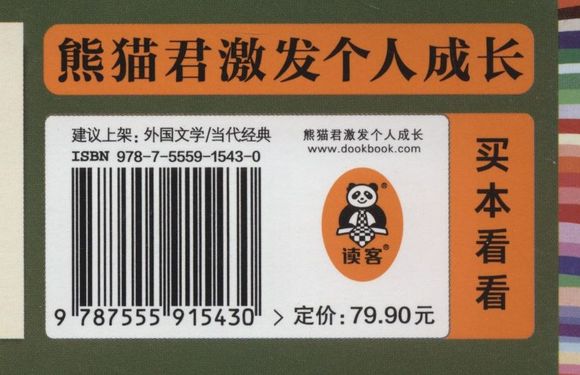 熊猫君激发个人成长
建议上架：外国文学/当代经典
ISBN 978-7-5559-1543-0
熊猫君激发个人成长
www.dookbook.com
读客
®
®
9 787555 915430 >
定价：79.90元
买本看看